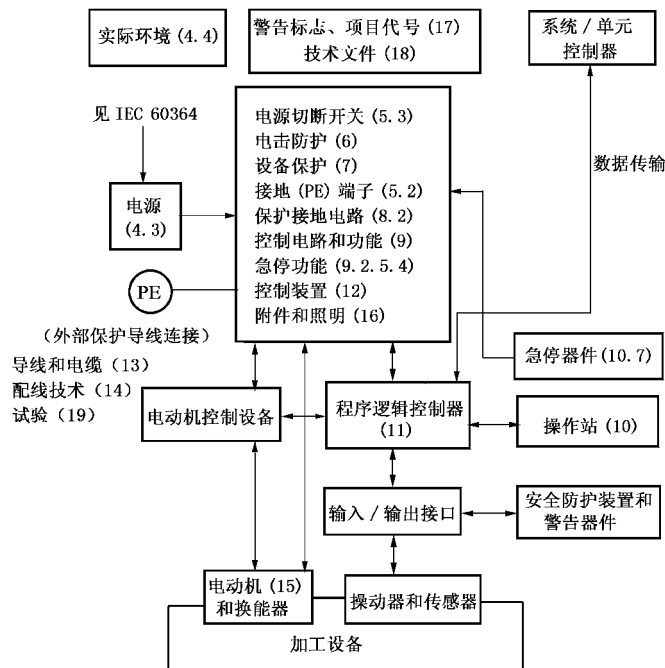 实际环境(4.4)
警告标志、项目代号(17)
技术文件(18)
系统/单元
控制器
见 IEC 60364
电源切断开关(5.3)
电击防护(6)
设备保护(7)
接地(PE)端子(5.2)
保护接地电路(8.2)
控制电路和功能(9)
急停功能(9.2.5.4)
控制装置(12)
附件和照明(16)
数据传输
电源
(4.3)
PE
(外部保护导线连接)
导线和电缆(13)
配线技术(14)
试验(19)
急停器件(10.7)
电动机控制设备
程序逻辑控制器
(11)
操作站(10)
输入/输出接口
安全防护装置和
警告器件
电动机(15)
和换能器
操动器和传感器
加工设备